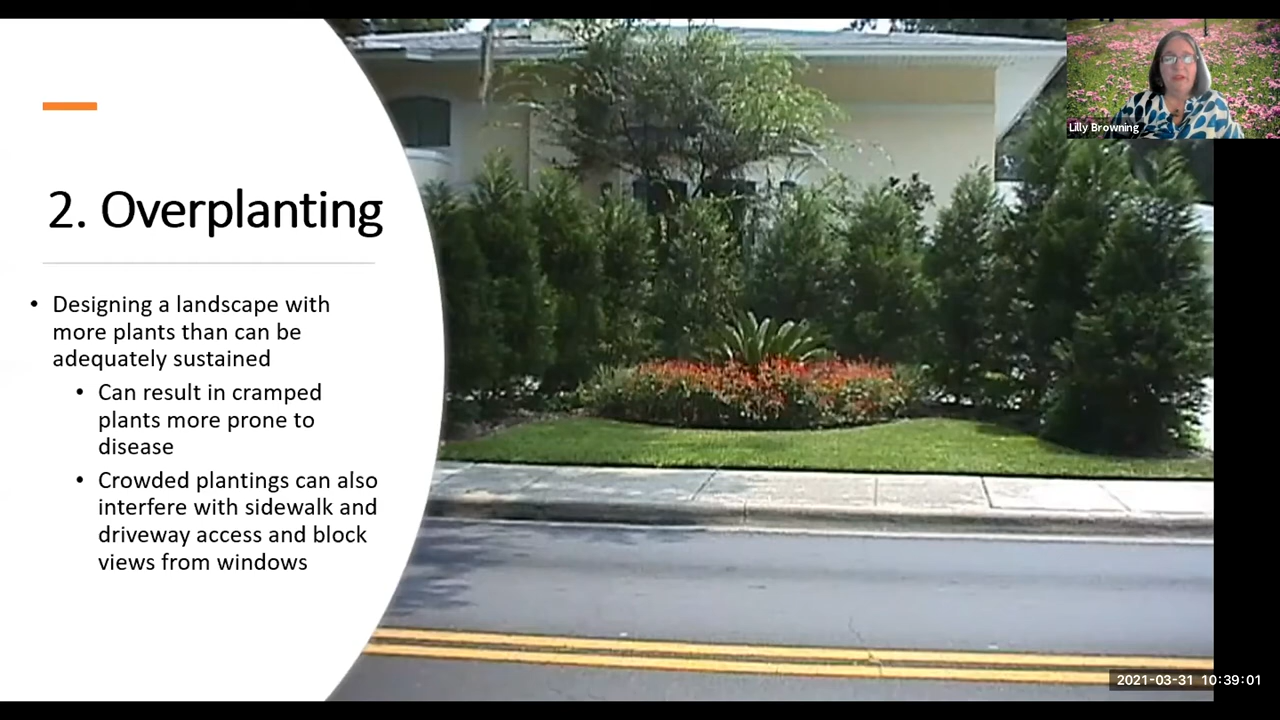 Lilly Browning
2. Overplanting
• Designing a landscape with
more plants than can be
adequately sustained
• Can result in cramped
plants more prone to
disease
• Crowded plantings can also
interfere with sidewalk and
driveway access and block
views from windows
2021-03-31 10:39:01